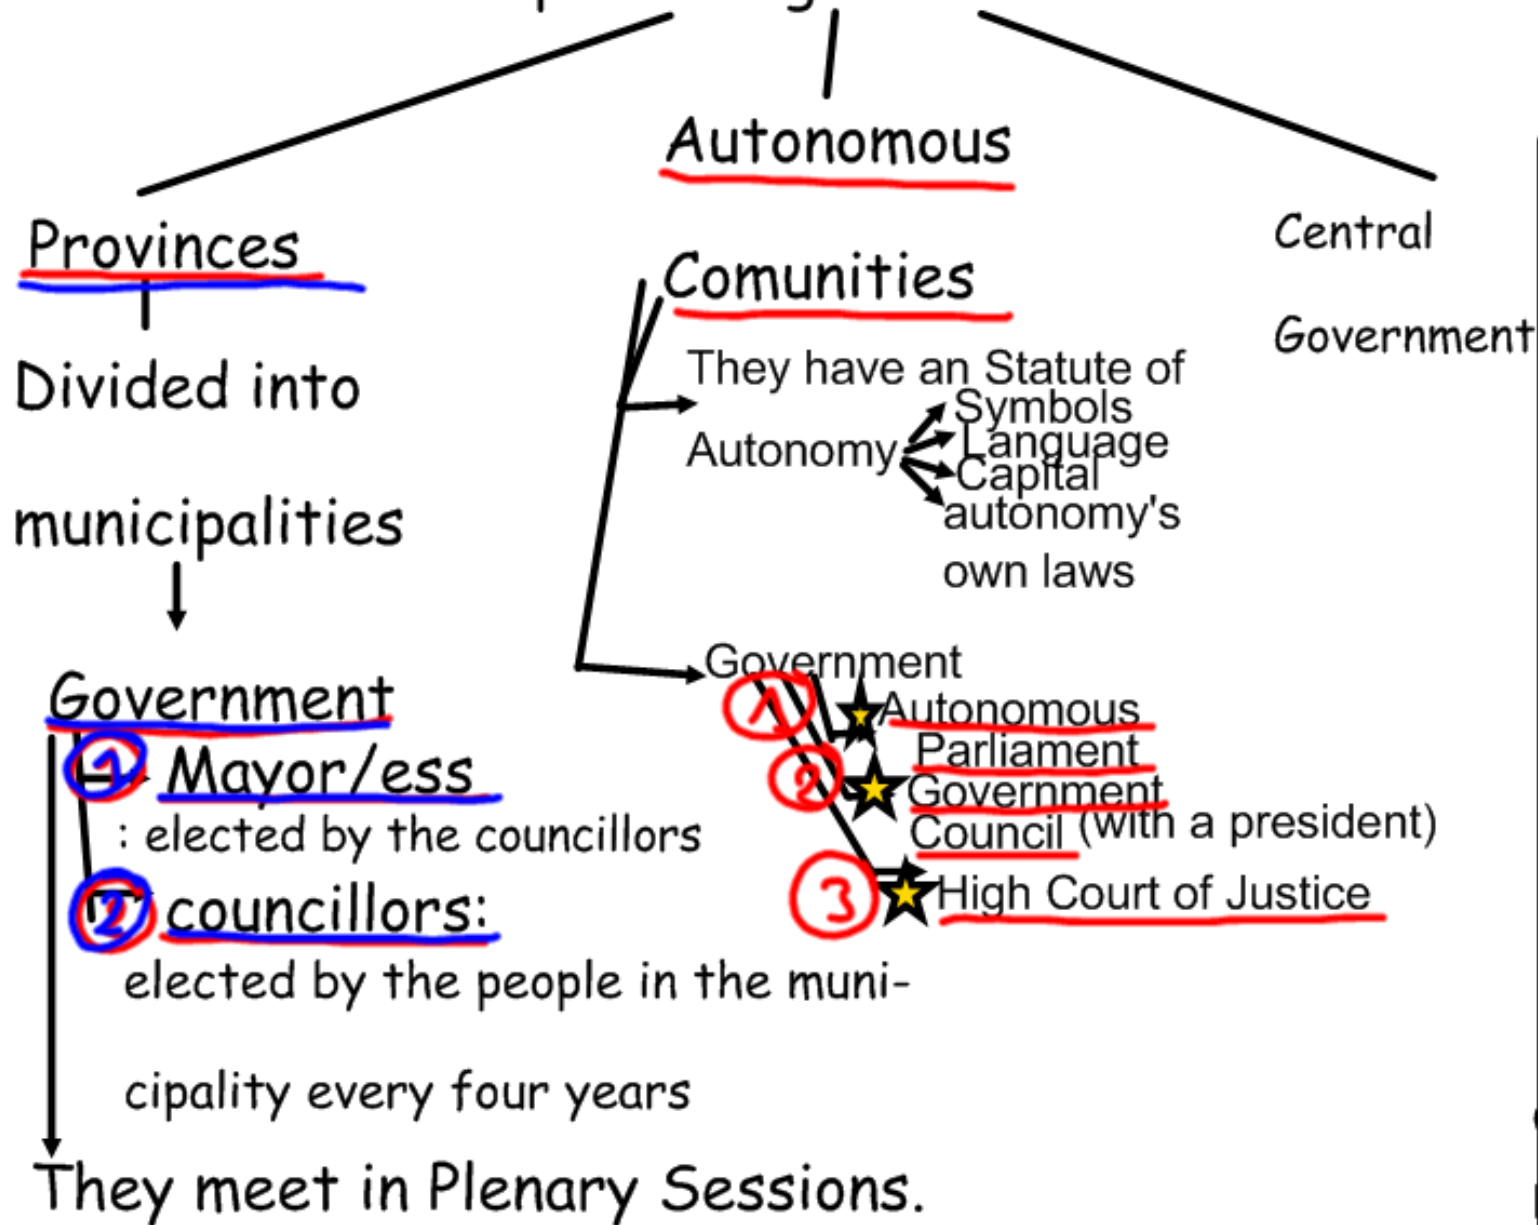 Provinces
Divided into
municipalities
Government
1 Mayor/ess
: elected by the councillors
2 councillors:
elected by the people in the muni-
cipality every four years
They meet in Plenary Sessions.
Autonomous
Comunities
They have an Statute of
Autonomy
Symbols
Language
Capital
autonomy's
own laws
Government
1 Autonomous
Parliament
2 Government
Council (with a president)
3 High Court of Justice
Central
Government